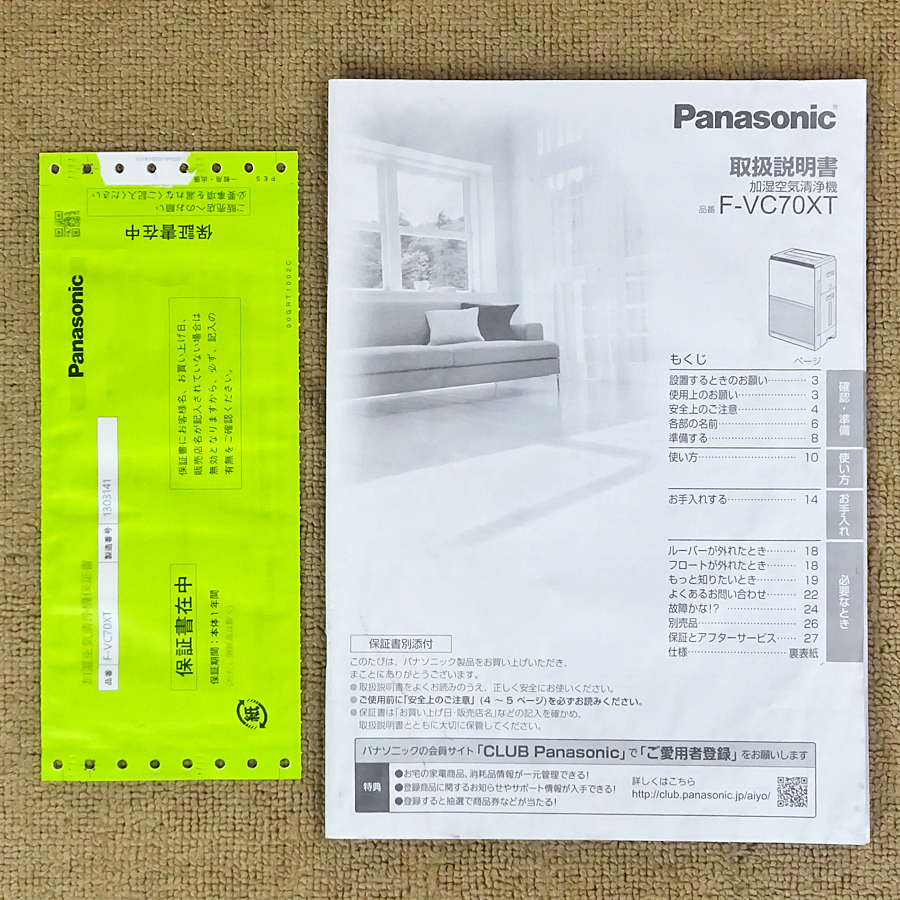 Panasonic
取扱説明書
加湿空気清浄機
品番 F-VC70XT
もくじ ページ
設置するときのお願い………… 3
使用上のお願い………… 3
安全上のご注意………… 4
各部の名前………… 6
準備する………… 8
使い方………… 10
お手入れする………… 14
ルーバーが外れたとき……… 18
フロートが外れたとき……… 18
もっと知りたいとき……… 19
よくあるお問い合わせ……… 22
故障かな!? ………… 24
別売品………… 26
保証とアフターサービス…… 27
仕様………… 裏表紙
確認・準備
使い方
お手入れ
必要なとき
保証書別添付
このたびは、パナソニック製品をお買い上げいただき、
まことにありがとうございます。
●取扱説明書をよくお読みのうえ、正しく安全にお使いください。
●ご使用前に「安全上のご注意」(4 ～ 5 ページ)を必ずお読みください。
●保証書は「お買い上げ日・販売店名」などの記入を確かめ、
取扱説明書とともに大切に保管してください。
パナソニックの会員サイト「CLUB Panasonic」で「ご愛用者登録」をお願いします
特典
●お宅の家電商品、消耗品情報が一元管理できる!
●登録商品に関するお知らせやサポート情報が入手できる!
●登録すると抽選で商品券などが当たる!
詳しくはこちら
http://club.panasonic.jp/aiyo/
Panasonic
保証書在中
ご販売店へのお願い
必要事項を漏れなくご記入ください
00GRT1002C
保証書にお客様名、お買い上げ日、
販売店名が記入されていない場合は
無効となりますから、必ず、記入の
有無をご確認ください。
保証書在中
保証期間：本体1年間
加湿空気清浄機保証書
品番 F-VC70XT 製造番号 1303141
紙
PES